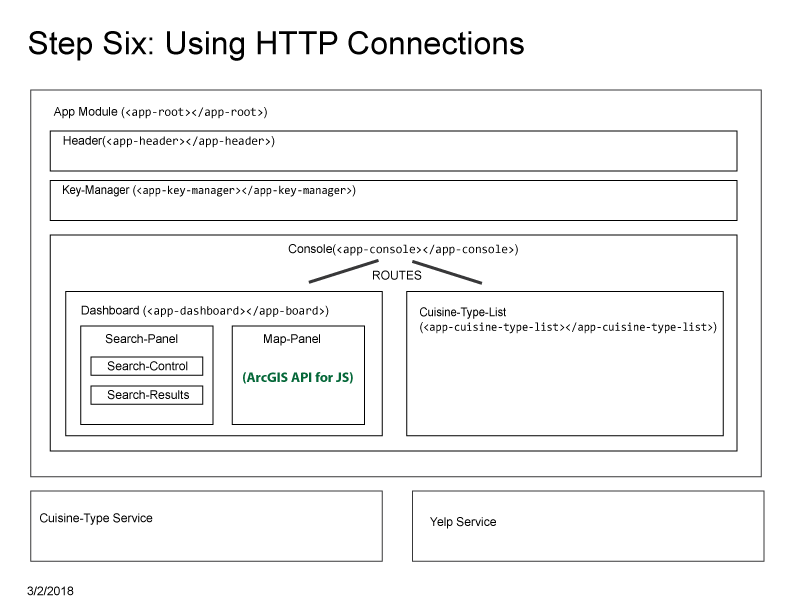 Step Six: Using HTTP Connections
App Module (<app-root></app-root>)
Header(<app-header></app-header>)
Key-Manager (<app-key-manager></app-key-manager>)
Console(<app-console></app-console>)
ROUTES
Dashboard (<app-dashboard></app-board>)
Search-Panel
Search-Control
Search-Results
Map-Panel
(ArcGIS API for JS)
Cuisine-Type-List
(<app-cuisine-type-list></app-cuisine-type-list>)
Cuisine-Type Service
Yelp Service
3/2/2018